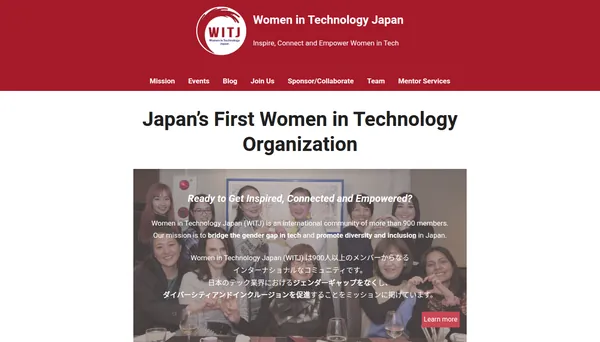 WITJ
Women in Technology
Japan
Women in Technology Japan
Inspire, Connect and Empower Women in Tech
Mission Events Blog Join Us Sponsor/Collaborate Team Mentor Services
Japan's First Women in Technology
Organization
Ready to Get Inspired, Connected and Empowered?
Women in Technology Japan (WITJ) is an international community of more than 900 members.
Our mission is to bridge the gender gap in tech and promote diversity and inclusion in Japan.
Women in Technology Japan (WITJ) は900人以上のメンバーからなる
インターナショナルなコミュニティです。
日本のテック業界におけるジェンダーギャップをなくし、
ダイバーシティアンドインクルージョンを促進することをミッションに掲げています。
Learn more